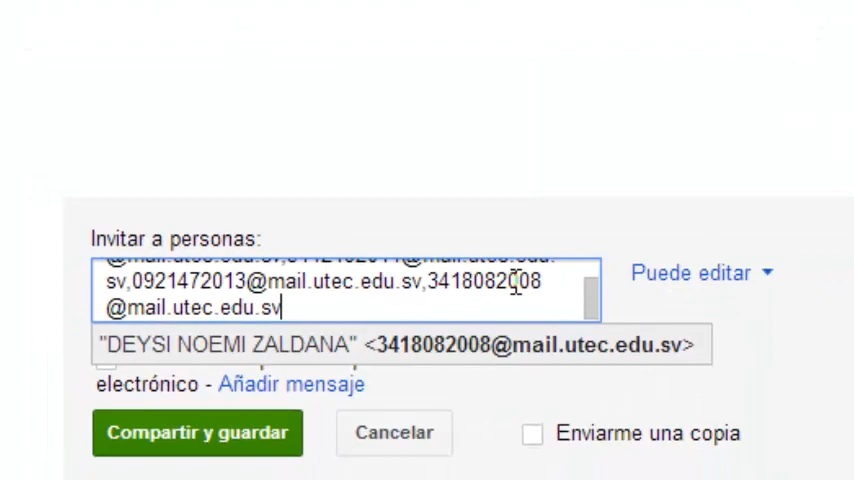 Invitar a personas:
sv,0921472013@mail.utec.edu.sv,3418082008
@mail.utec.edu.sv
Puede editar
"DEYSI NOEMI ZALDANA" <3418082008@mail.utec.edu.sv>
electrónico - Añadir mensaje
Compartir y guardar
Cancelar
Enviarme una copia